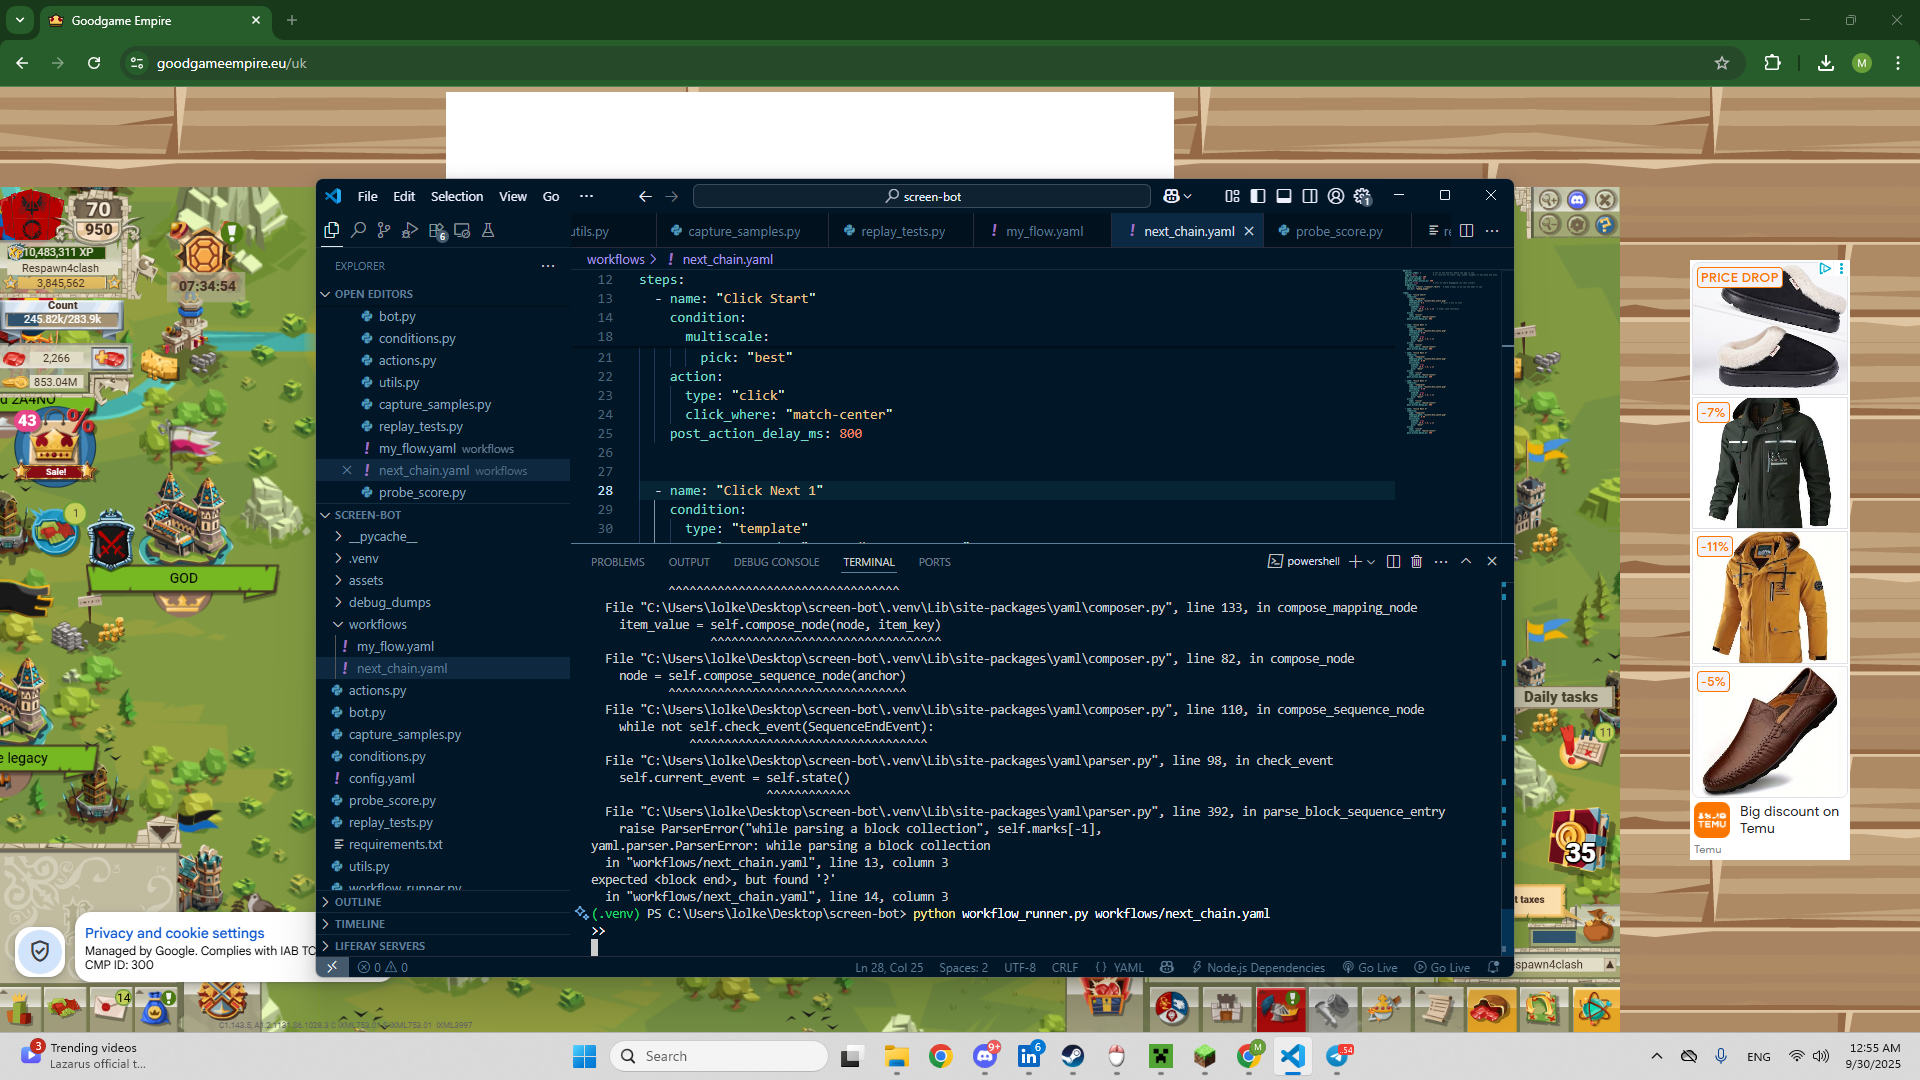 Goodgame Empire
goodgameempire.eu/uk
M
File Edit Selection View Go
screen-bot
1
6
utils.py
capture_samples.py
replay_tests.py
my_flow.yaml
next_chain.yaml
probe_score.py
EXPLORER
workflows > next_chain.yaml
OPEN EDITORS
bot.py
conditions.py
actions.py
utils.py
capture_samples.py
replay_tests.py
my_flow.yaml workflows
next_chain.yaml workflows
probe_score.py
SCREEN-BOT
__pycache__
.venv
assets
debug_dumps
workflows
my_flow.yaml
next_chain.yaml
actions.py
bot.py
capture_samples.py
conditions.py
config.yaml
probe_score.py
replay_tests.py
requirements.txt
utils.py
workflow_runner.py
OUTLINE
TIMELINE
LIFERAY SERVERS
12 steps:
13 - name: "Click Start"
14 condition:
18 multiscale:
21 pick: "best"
22 action:
23 type: "click"
24 click_where: "match-center"
25 post_action_delay_ms: 800
26
27
28 - name: "Click Next 1"
29 condition:
30 type: "template"
PROBLEMS OUTPUT DEBUG CONSOLE TERMINAL PORTS
powershell
^^^^^^^^^^^^^^^^^^^^^^^^^^^^^^^^^
File "C:\Users\lolke\Desktop\screen-bot\.venv\Lib\site-packages\yaml\composer.py", line 133, in compose_mapping_node
item_value = self.compose_node(node, item_key)
^^^^^^^^^^^^^^^^^^^^^^^^^^^^^^^^^
File "C:\Users\lolke\Desktop\screen-bot\.venv\Lib\site-packages\yaml\composer.py", line 82, in compose_node
node = self.compose_sequence_node(anchor)
^^^^^^^^^^^^^^^^^^^^^^^^^^^^^^^^^^
File "C:\Users\lolke\Desktop\screen-bot\.venv\Lib\site-packages\yaml\composer.py", line 110, in compose_sequence_node
while not self.check_event(SequenceEndEvent):
^^^^^^^^^^^^^^^^^^^^^^^^^^^^^^^^^^
File "C:\Users\lolke\Desktop\screen-bot\.venv\Lib\site-packages\yaml\parser.py", line 98, in check_event
self.current_event = self.state()
^^^^^^^^^^^^
File "C:\Users\lolke\Desktop\screen-bot\.venv\Lib\site-packages\yaml\parser.py", line 392, in parse_block_sequence_entry
raise ParserError("while parsing a block collection", self.marks[-1],
yaml.parser.ParserError: while parsing a block collection
in "workflows/next_chain.yaml", line 13, column 3
expected <block end>, but found '?'
in "workflows/next_chain.yaml", line 14, column 3
(.venv) PS C:\Users\lolke\Desktop\screen-bot> python workflow_runner.py workflows/next_chain.yaml
>>
0 0
Ln 28, Col 25 Spaces: 2 UTF-8 CRLF {} YAML Node.js Dependencies Go Live Go Live
70
950
10,483,311 XP
Respawn4clash
3,845,562
Count
245.82k/283.9k
2,266
853.04M
07:34:54
43
%
Sale!
1
GOD
e legacy
Privacy and cookie settings
Managed by Google. Complies with IAB TC
CMP ID: 300
14
Daily tasks
11
35
t taxes
spawn4clash
PRICE DROP
-7%
-11%
-5%
TEMU
Big discount on
Temu
Temu
3
Trending videos
Lazarus official t...
Search
9+
6
M
54
ENG
12:55 AM
9/30/2025